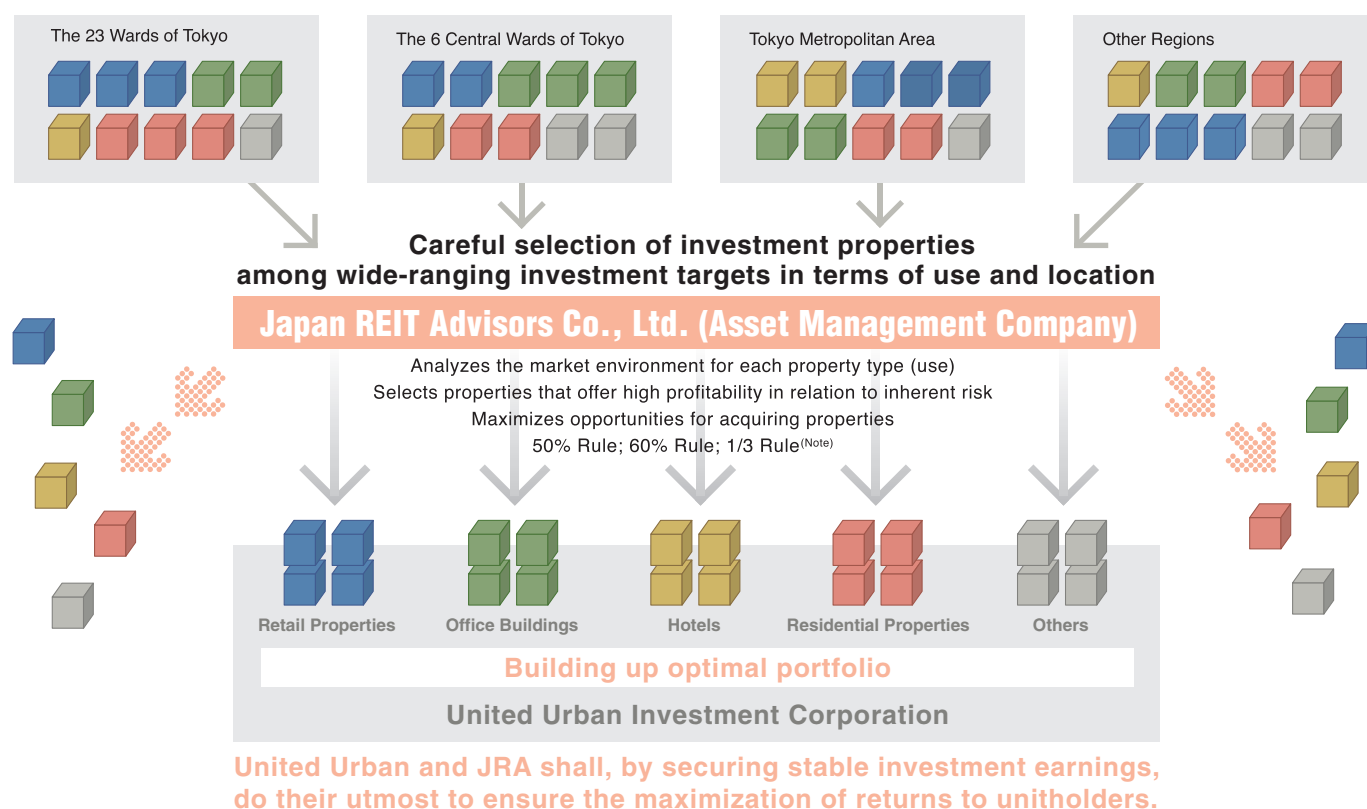 The 23 Wards of Tokyo
The 6 Central Wards of Tokyo
Tokyo Metropolitan Area
Other Regions
Careful selection of investment properties
among wide-ranging investment targets in terms of use and location
Japan REIT Advisors Co., Ltd. (Asset Management Company)
Analyzes the market environment for each property type (use)
Selects properties that offer high profitability in relation to inherent risk
Maximizes opportunities for acquiring properties
50% Rule; 60% Rule; 1/3 Rule(Note)
Retail Properties
Office Buildings
Hotels
Residential Properties
Others
Building up optimal portfolio
United Urban Investment Corporation
United Urban and JRA shall, by securing stable investment earnings,
do their utmost to ensure the maximization of returns to unitholders.